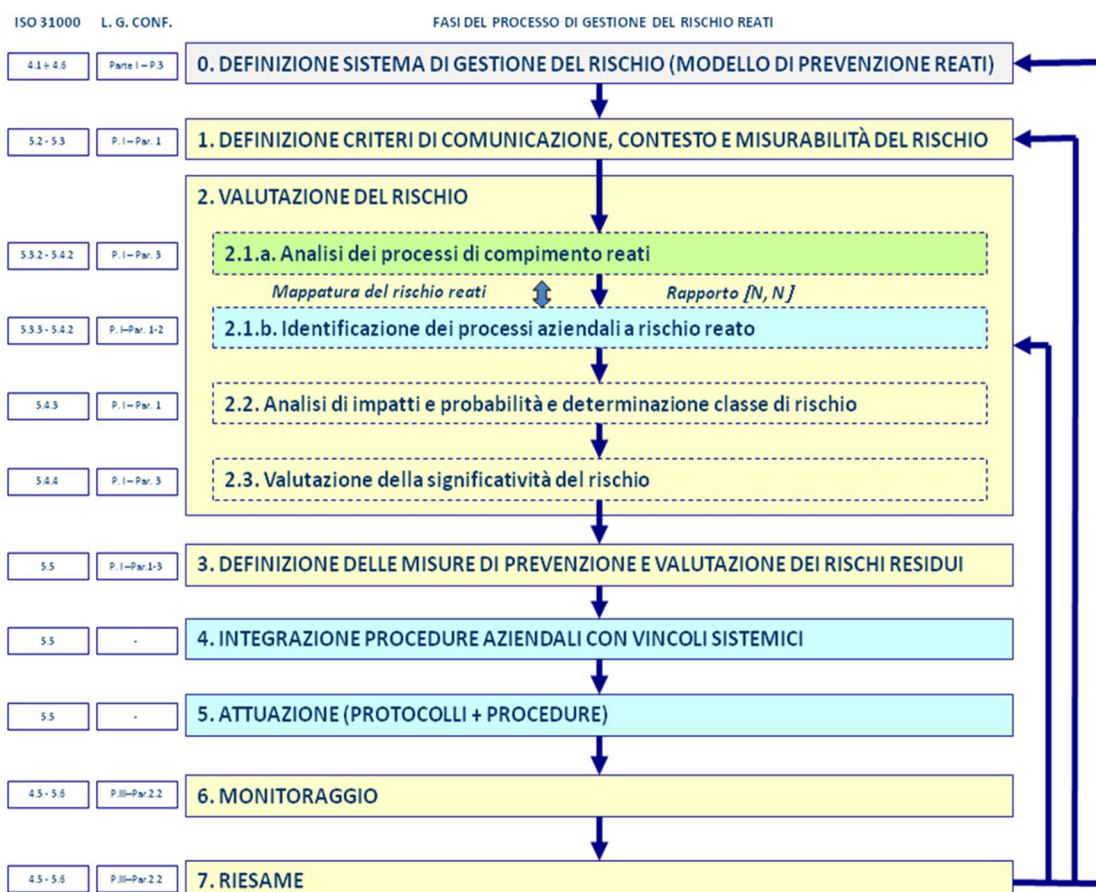 ISO 31000 L. G. CONF. FASI DEL PROCESSO DI GESTIONE DEL RISCHIO REATI
4.1 ÷ 4.6 Parte I – P.3 0. DEFINIZIONE SISTEMA DI GESTIONE DEL RISCHIO (MODELLO DI PREVENZIONE REATI)
5.2 - 5.3 P. I – Par. 1 1. DEFINIZIONE CRITERI DI COMUNICAZIONE, CONTESTO E MISURABILITÀ DEL RISCHIO
2. VALUTAZIONE DEL RISCHIO
5.3.2 - 5.4.2 P. I – Par. 3 2.1.a. Analisi dei processi di compimento reati
Mappatura del rischio reati Rapporto [N, N]
5.3.3 - 5.4.2 P. I–Par. 1-2 2.1.b. Identificazione dei processi aziendali a rischio reato
5.4.3 P. I – Par. 1 2.2. Analisi di impatti e probabilità e determinazione classe di rischio
5.4.4 P. I – Par. 3 2.3. Valutazione della significatività del rischio
5.5 P. I –Par.1-3 3. DEFINIZIONE DELLE MISURE DI PREVENZIONE E VALUTAZIONE DEI RISCHI RESIDUI
5.5 - 4. INTEGRAZIONE PROCEDURE AZIENDALI CON VINCOLI SISTEMICI
5.5 - 5. ATTUAZIONE (PROTOCOLLI + PROCEDURE)
4.5 - 5.6 P.III–Par.2.2 6. MONITORAGGIO
4.5 - 5.6 P.III–Par.2.2 7. RIESAME